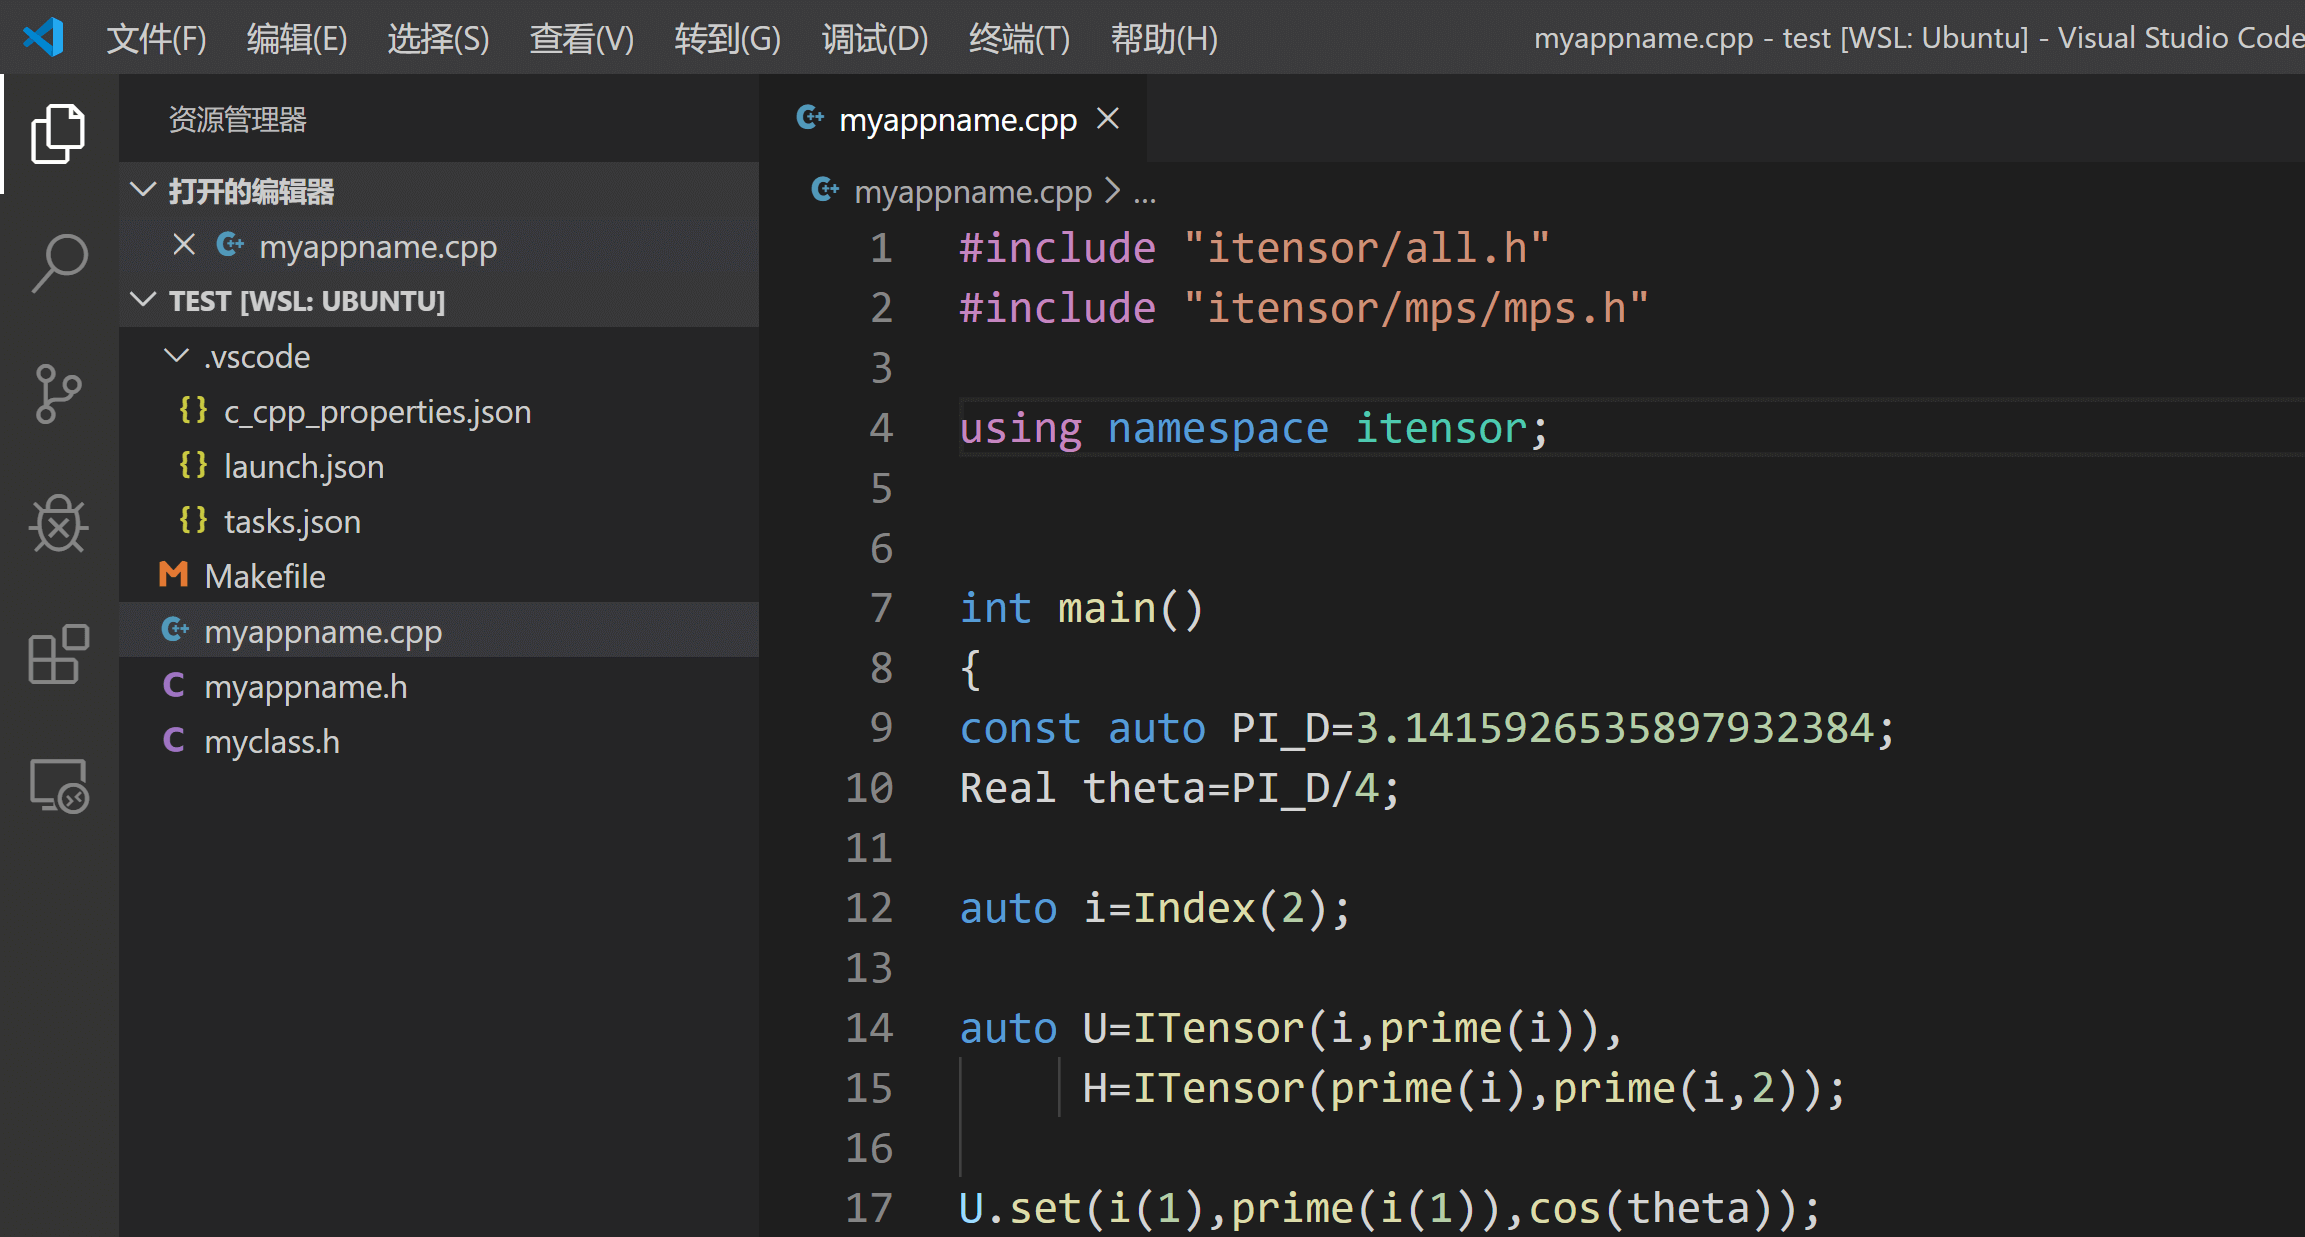 文件(F) 编辑(E) 选择(S) 查看(V) 转到(G) 调试(D) 终端(T) 帮助(H) myappname.cpp - test [WSL: Ubuntu] - Visual Studio Code
资源管理器
打开的编辑器
myappname.cpp
TEST [WSL: UBUNTU]
.vscode
{} c_cpp_properties.json
{} launch.json
{} tasks.json
M Makefile
C++ myappname.cpp
C myappname.h
C myclass.h
myappname.cpp
myappname.cpp > ...
1 #include "itensor/all.h"
2 #include "itensor/mps/mps.h"
3
4 using namespace itensor;
5
6
7 int main()
8 {
9 const auto PI_D=3.1415926535897932384;
10 Real theta=PI_D/4;
11
12 auto i=Index(2);
13
14 auto U=ITensor(i,prime(i)),
15 H=ITensor(prime(i),prime(i,2));
16
17 U.set(i(1),prime(i(1)),cos(theta));